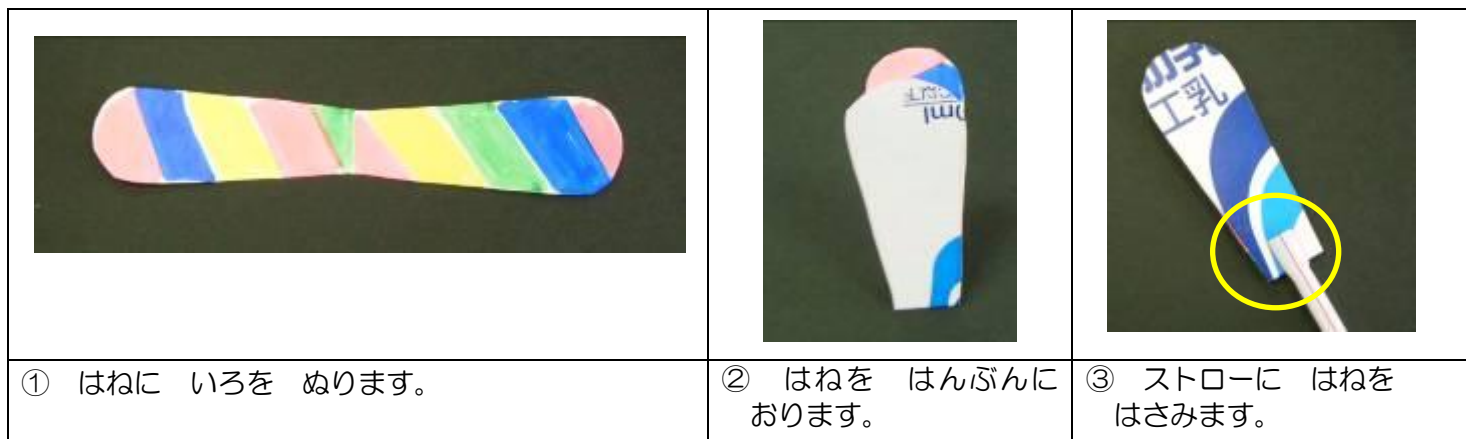 ① はねに いろを ぬります。
工乳
② はねを はんぶんに
おります。
③ ストローに はねを
はさみます。